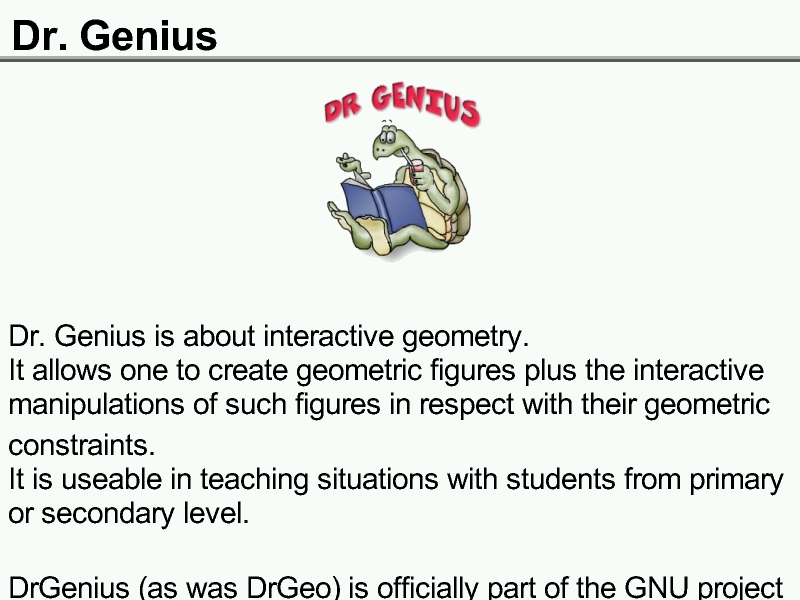 Dr. Genius
DR GENIUS
Dr. Genius is about interactive geometry.
It allows one to create geometric figures plus the interactive
manipulations of such figures in respect with their geometric
constraints.
It is useable in teaching situations with students from primary
or secondary level.
DrGenius (as was DrGeo) is officially part of the GNU project